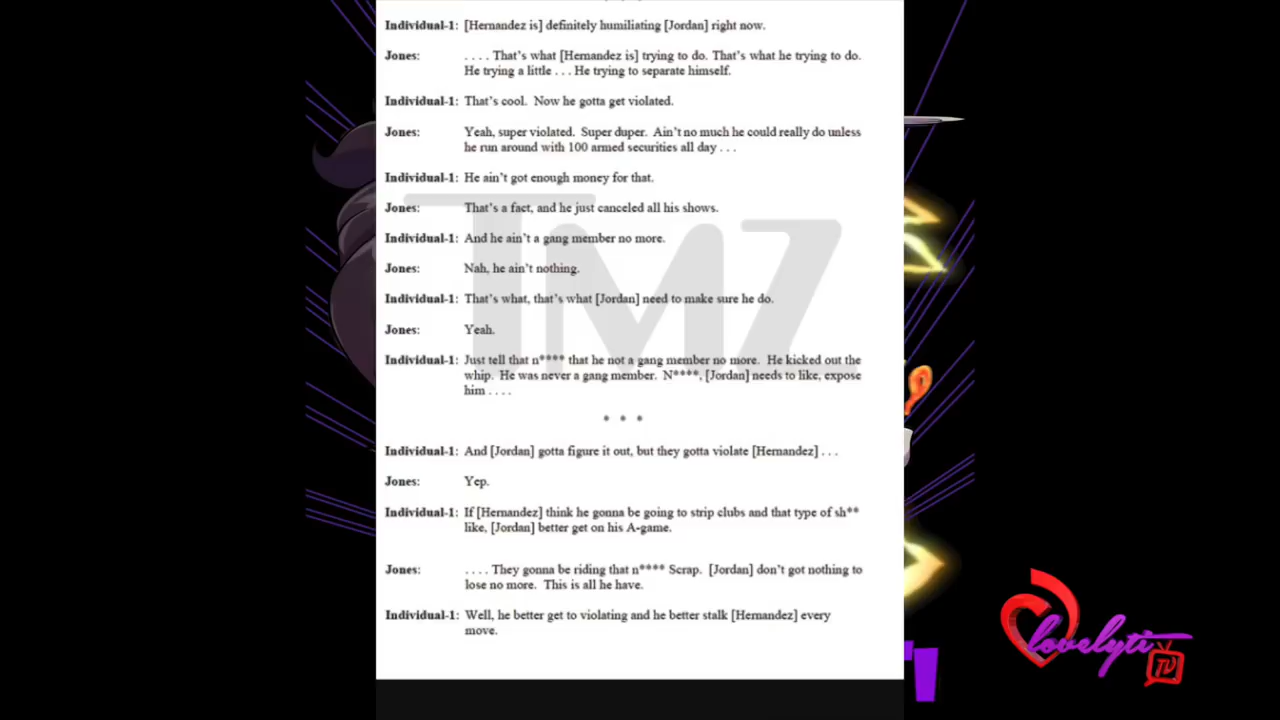 Individual-1: [Hernandez is] definitely humiliating [Jordan] right now.
Jones: . . . . That's what [Hernandez is] trying to do. That's what he trying to do.
He trying a little . . . He trying to separate himself.
Individual-1: That's cool. Now he gotta get violated.
Jones: Yeah, super violated. Super duper. Ain't no much he could really do unless
he run around with 100 armed securities all day . . .
Individual-1: He ain't got enough money for that.
Jones: That's a fact, and he just canceled all his shows.
Individual-1: And he ain't a gang member no more.
Jones: Nah, he ain't nothing.
Individual-1: That's what, that's what [Jordan] need to make sure he do.
Jones: Yeah.
Individual-1: Just tell that n**** that he not a gang member no more. He kicked out the
whip. He was never a gang member. N****, [Jordan] needs to like, expose
him . . . .
* * *
Individual-1: And [Jordan] gotta figure it out, but they gotta violate [Hernandez] . . .
Jones: Yep.
Individual-1: If [Hernandez] think he gonna be going to strip clubs and that type of sh**
like, [Jordan] better get on his A-game.
Jones: . . . . They gonna be riding that n**** Scrap. [Jordan] don't got nothing to
lose no more. This is all he have.
Individual-1: Well, he better get to violating and he better stalk [Hernandez] every
move.
TMZ
lovelyti
TV